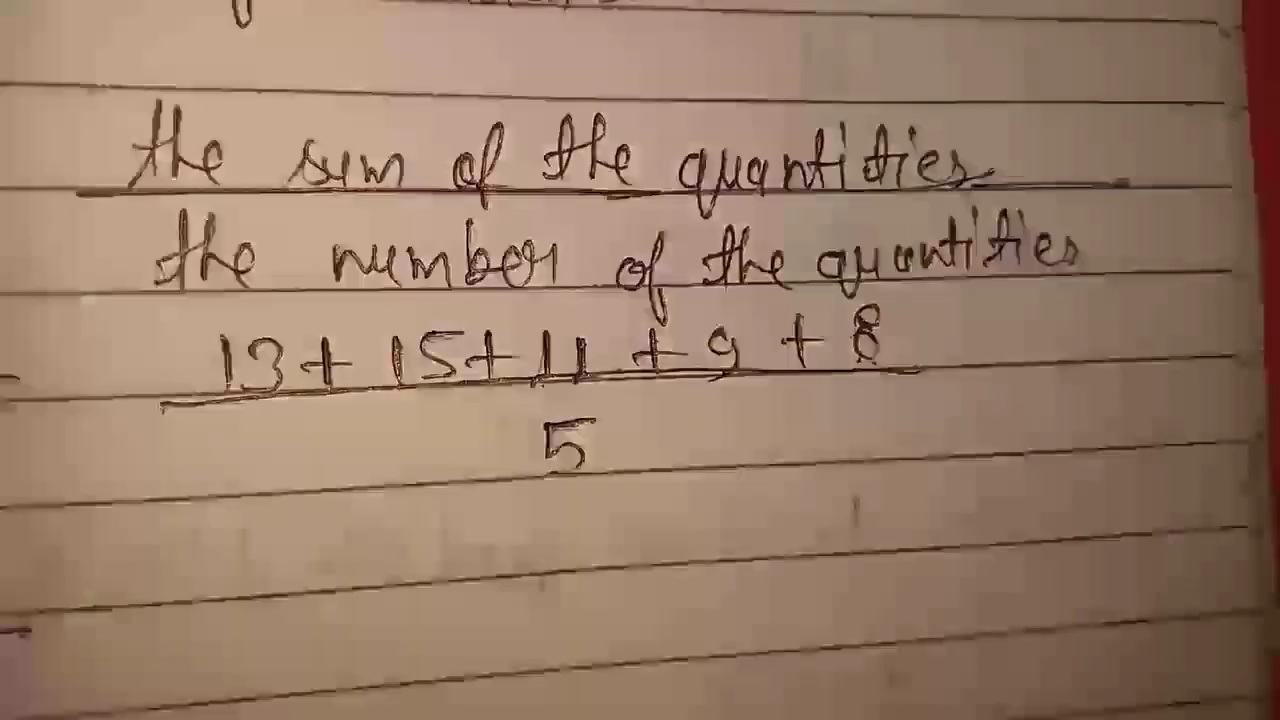 the sum of the quantities
the number of the quantities
13 + 15 + 11 + 9 + 8
5